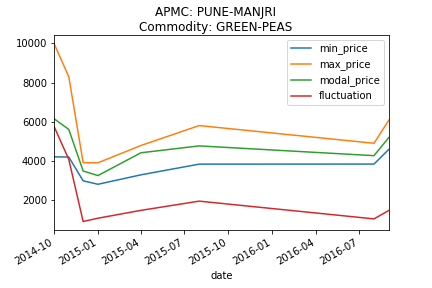 APMC: PUNE-MANJRI
Commodity: GREEN-PEAS
10000
8000
6000
4000
2000
min_price
max_price
modal_price
fluctuation
2014-10
2015-01
2015-04
2015-07
2015-10
2016-01
2016-04
2016-07
date